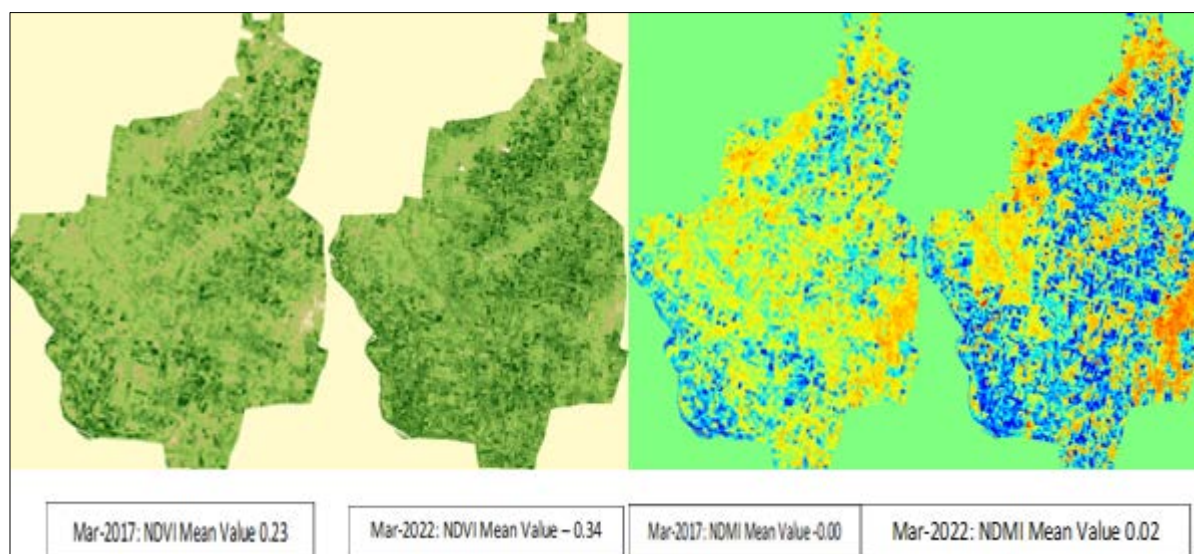 Mar-2017: NDVI Mean Value 0.23
Mar-2022: NDVI Mean Value – 0.34
Mar-2017: NDMI Mean Value -0.00
Mar-2022: NDMI Mean Value 0.02